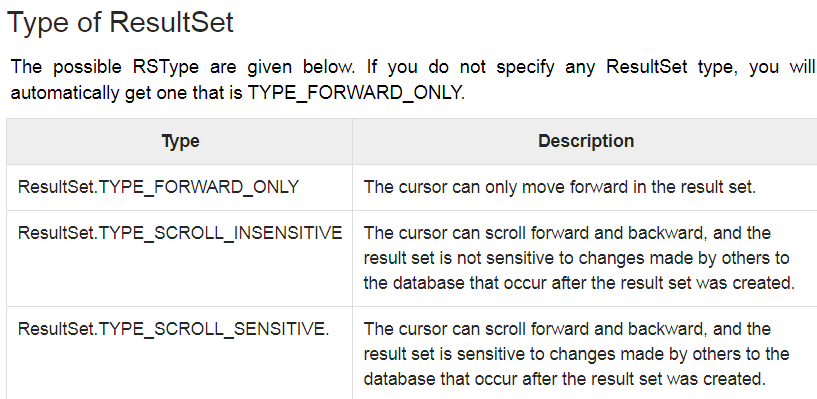 Type of ResultSet
The possible RSType are given below. If you do not specify any ResultSet type, you will
automatically get one that is TYPE_FORWARD_ONLY.
Type Description
ResultSet.TYPE_FORWARD_ONLY The cursor can only move forward in the result set.
ResultSet.TYPE_SCROLL_INSENSITIVE The cursor can scroll forward and backward, and the
result set is not sensitive to changes made by others to
the database that occur after the result set was created.
ResultSet.TYPE_SCROLL_SENSITIVE. The cursor can scroll forward and backward, and the
result set is sensitive to changes made by others to the
database that occur after the result set was created.